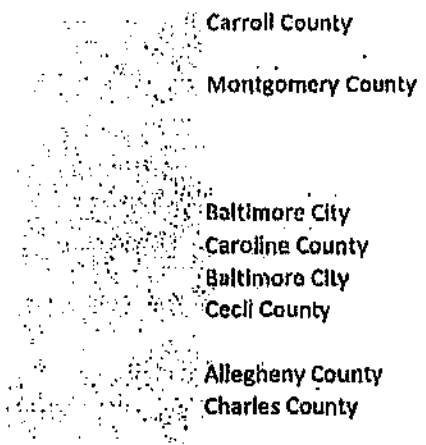 Carroll County
Montgomery County
Baltimore City
Caroline County
Baltimore City
Cecil County
Allegheny County
Charles County